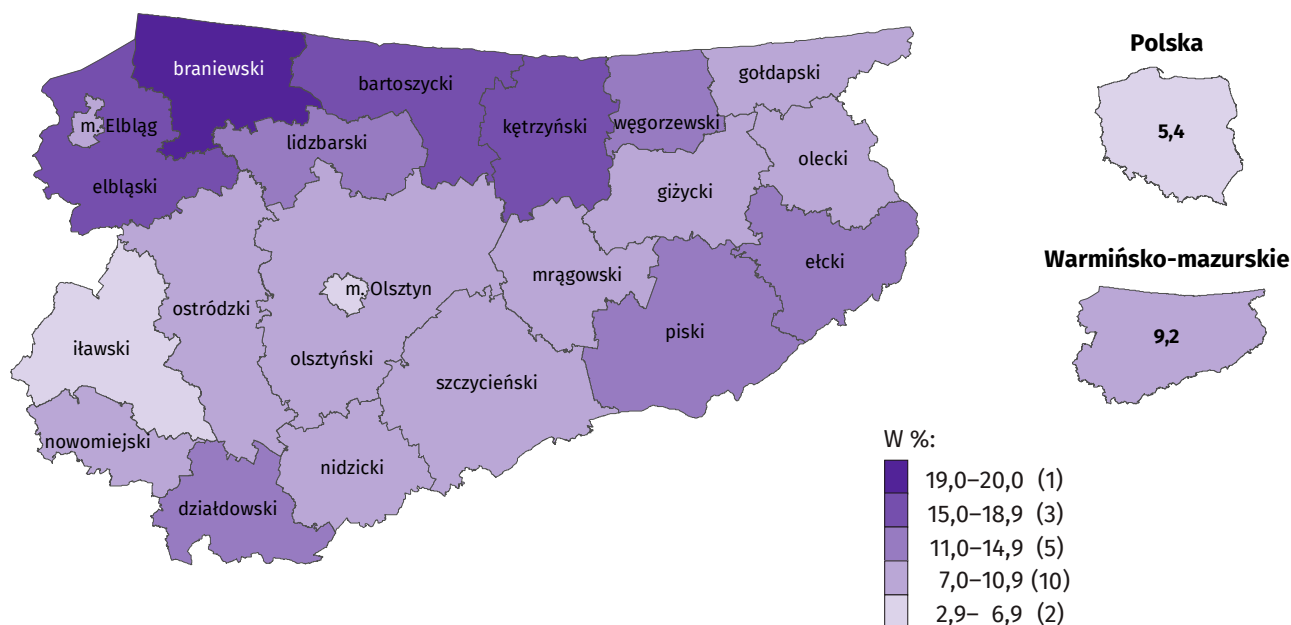 braniewski
bartoszycki
gołdapski
m. Elbląg
lidzbarski
kętrzyński
węgorzewski
olecki
elbląski
giżycki
ełcki
mrągowski
m. Olsztyn
ostródzki
piski
iławski
olsztyński
szczycieński
nowomiejski
nidzicki
działdowski
Polska
5,4
Warmińsko-mazurskie
9,2
W %:
19,0–20,0 (1)
15,0–18,9 (3)
11,0–14,9 (5)
7,0–10,9 (10)
2,9– 6,9 (2)